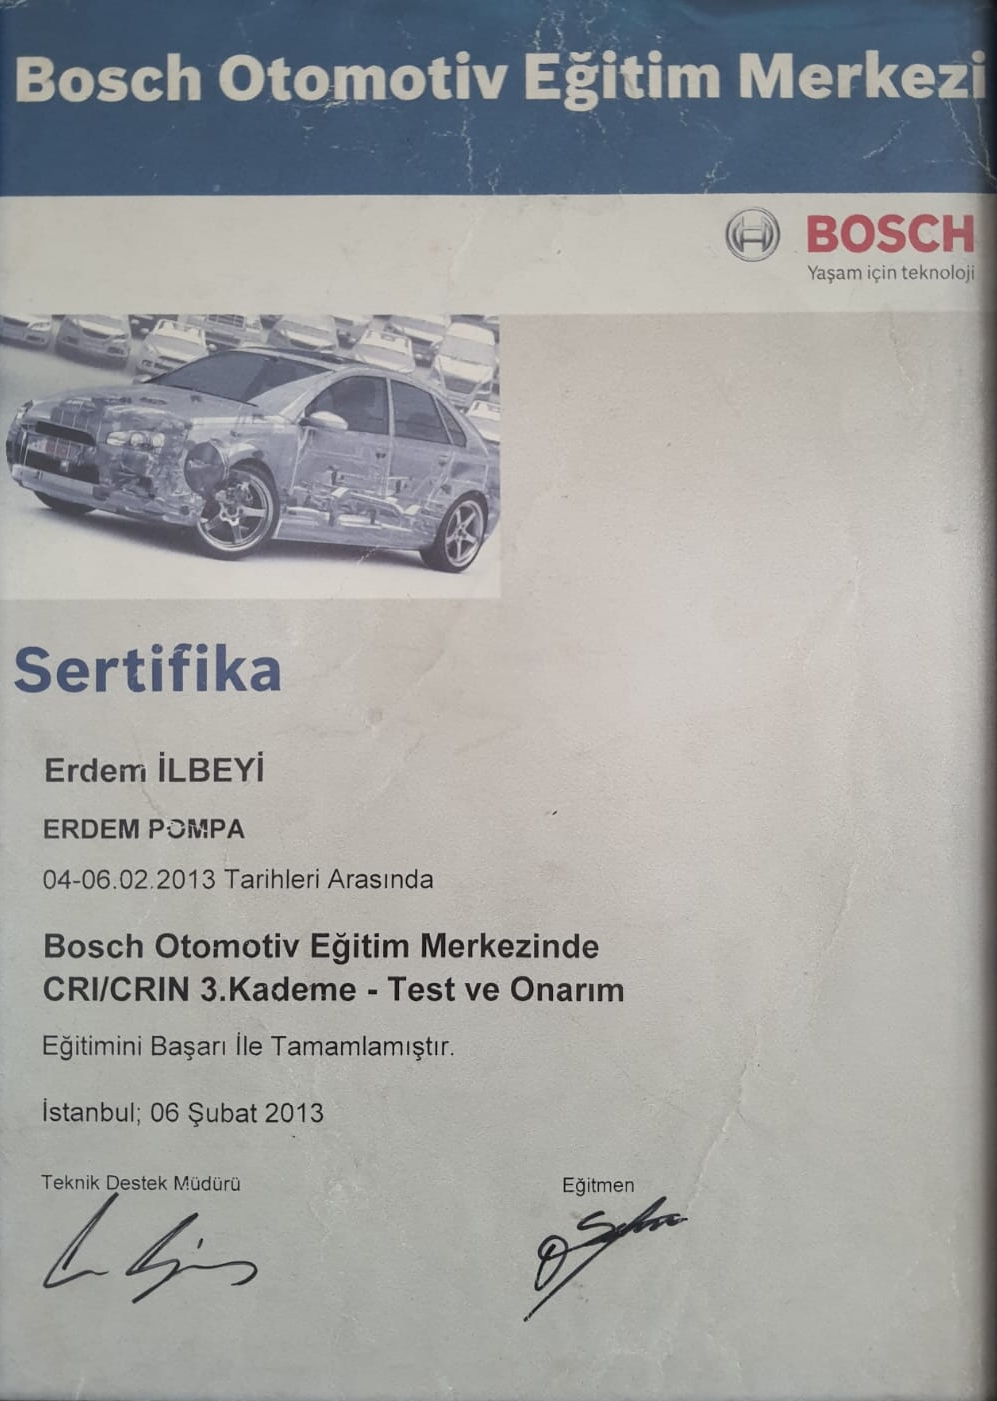 Bosch Otomotiv Eğitim Merkezi
BOSCH
Yaşam için teknoloji
Sertifika
Erdem İLBEYİ
ERDEM POMPA
04-06.02.2013 Tarihleri Arasında
Bosch Otomotiv Eğitim Merkezinde
CRI/CRIN 3.Kademe - Test ve Onarım
Eğitimini Başarı İle Tamamlamıştır.
İstanbul; 06 Şubat 2013
Teknik Destek Müdürü
Eğitmen